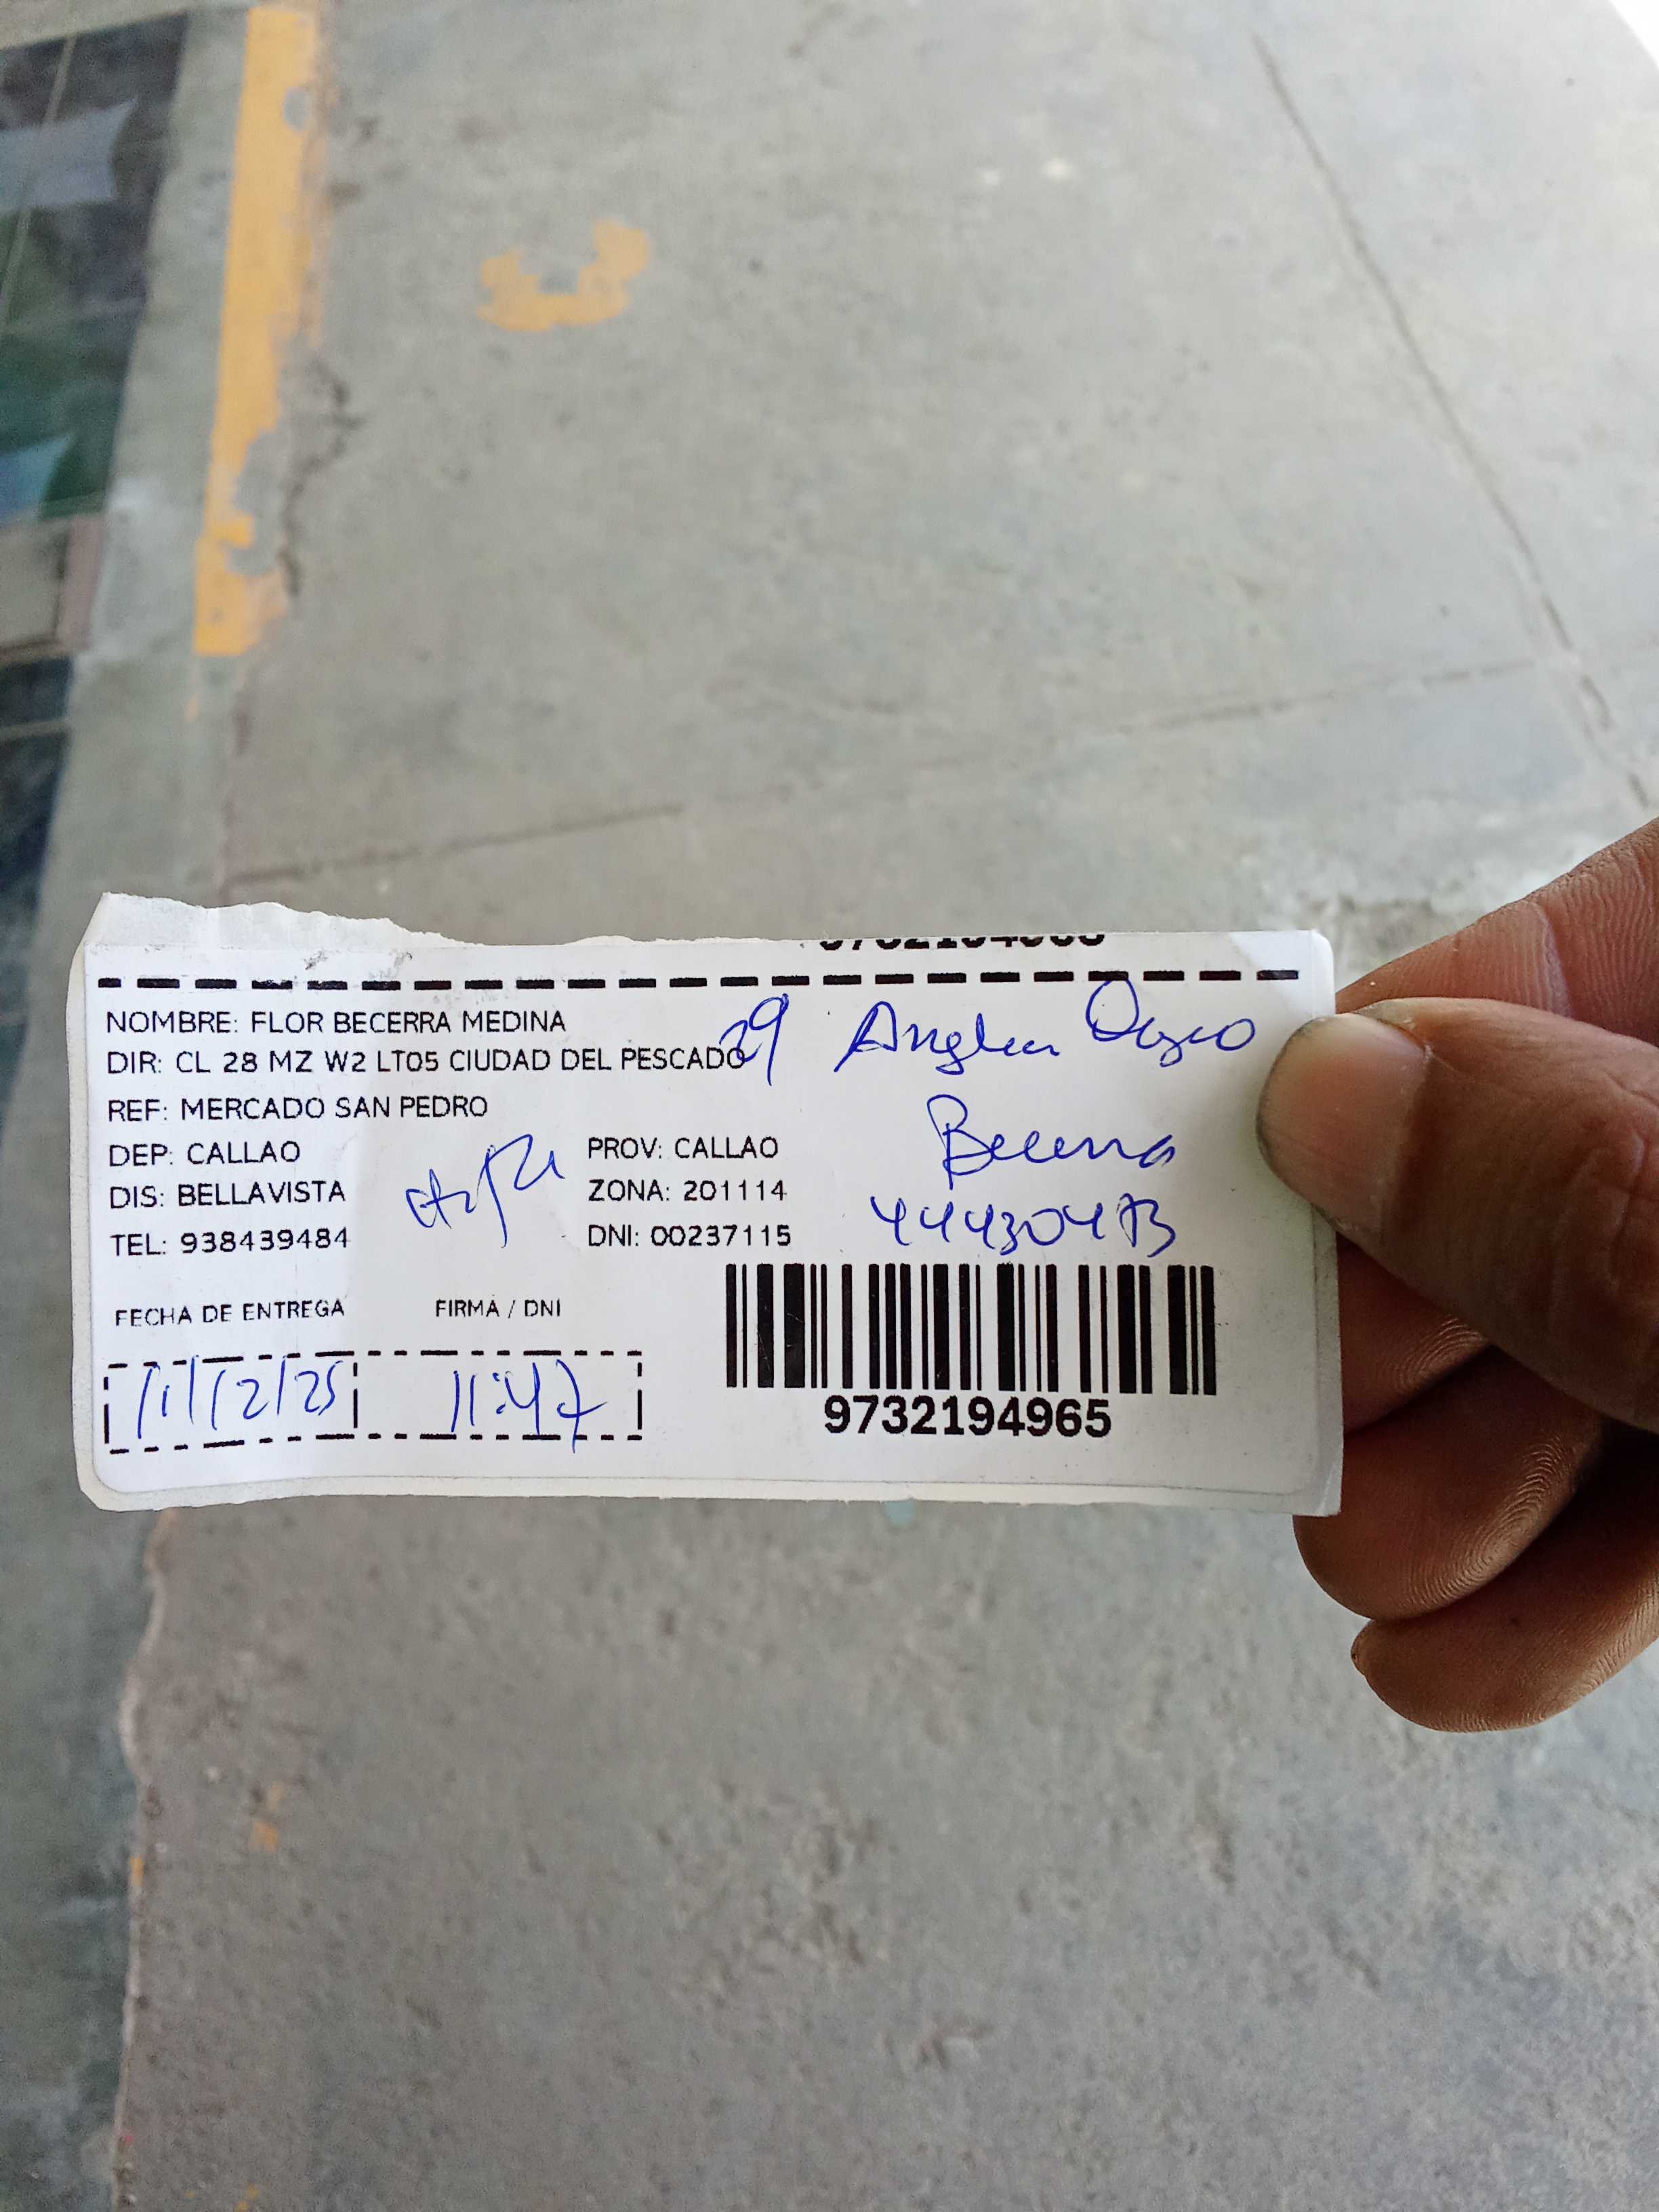 NOMBRE: FLOR BECERRA MEDINA
DIR: CL 28 MZ W2 LT05 CIUDAD DEL PESCADO
REF: MERCADO SAN PEDRO
DEP: CALLAO PROV: CALLAO
DIS: BELLAVISTA ZONA: 201114
TEL: 938439484 DNI: 00237115
Becerra
FECHA DE ENTREGA FIRMA / DNI
11/12/25 11:47
9732194965